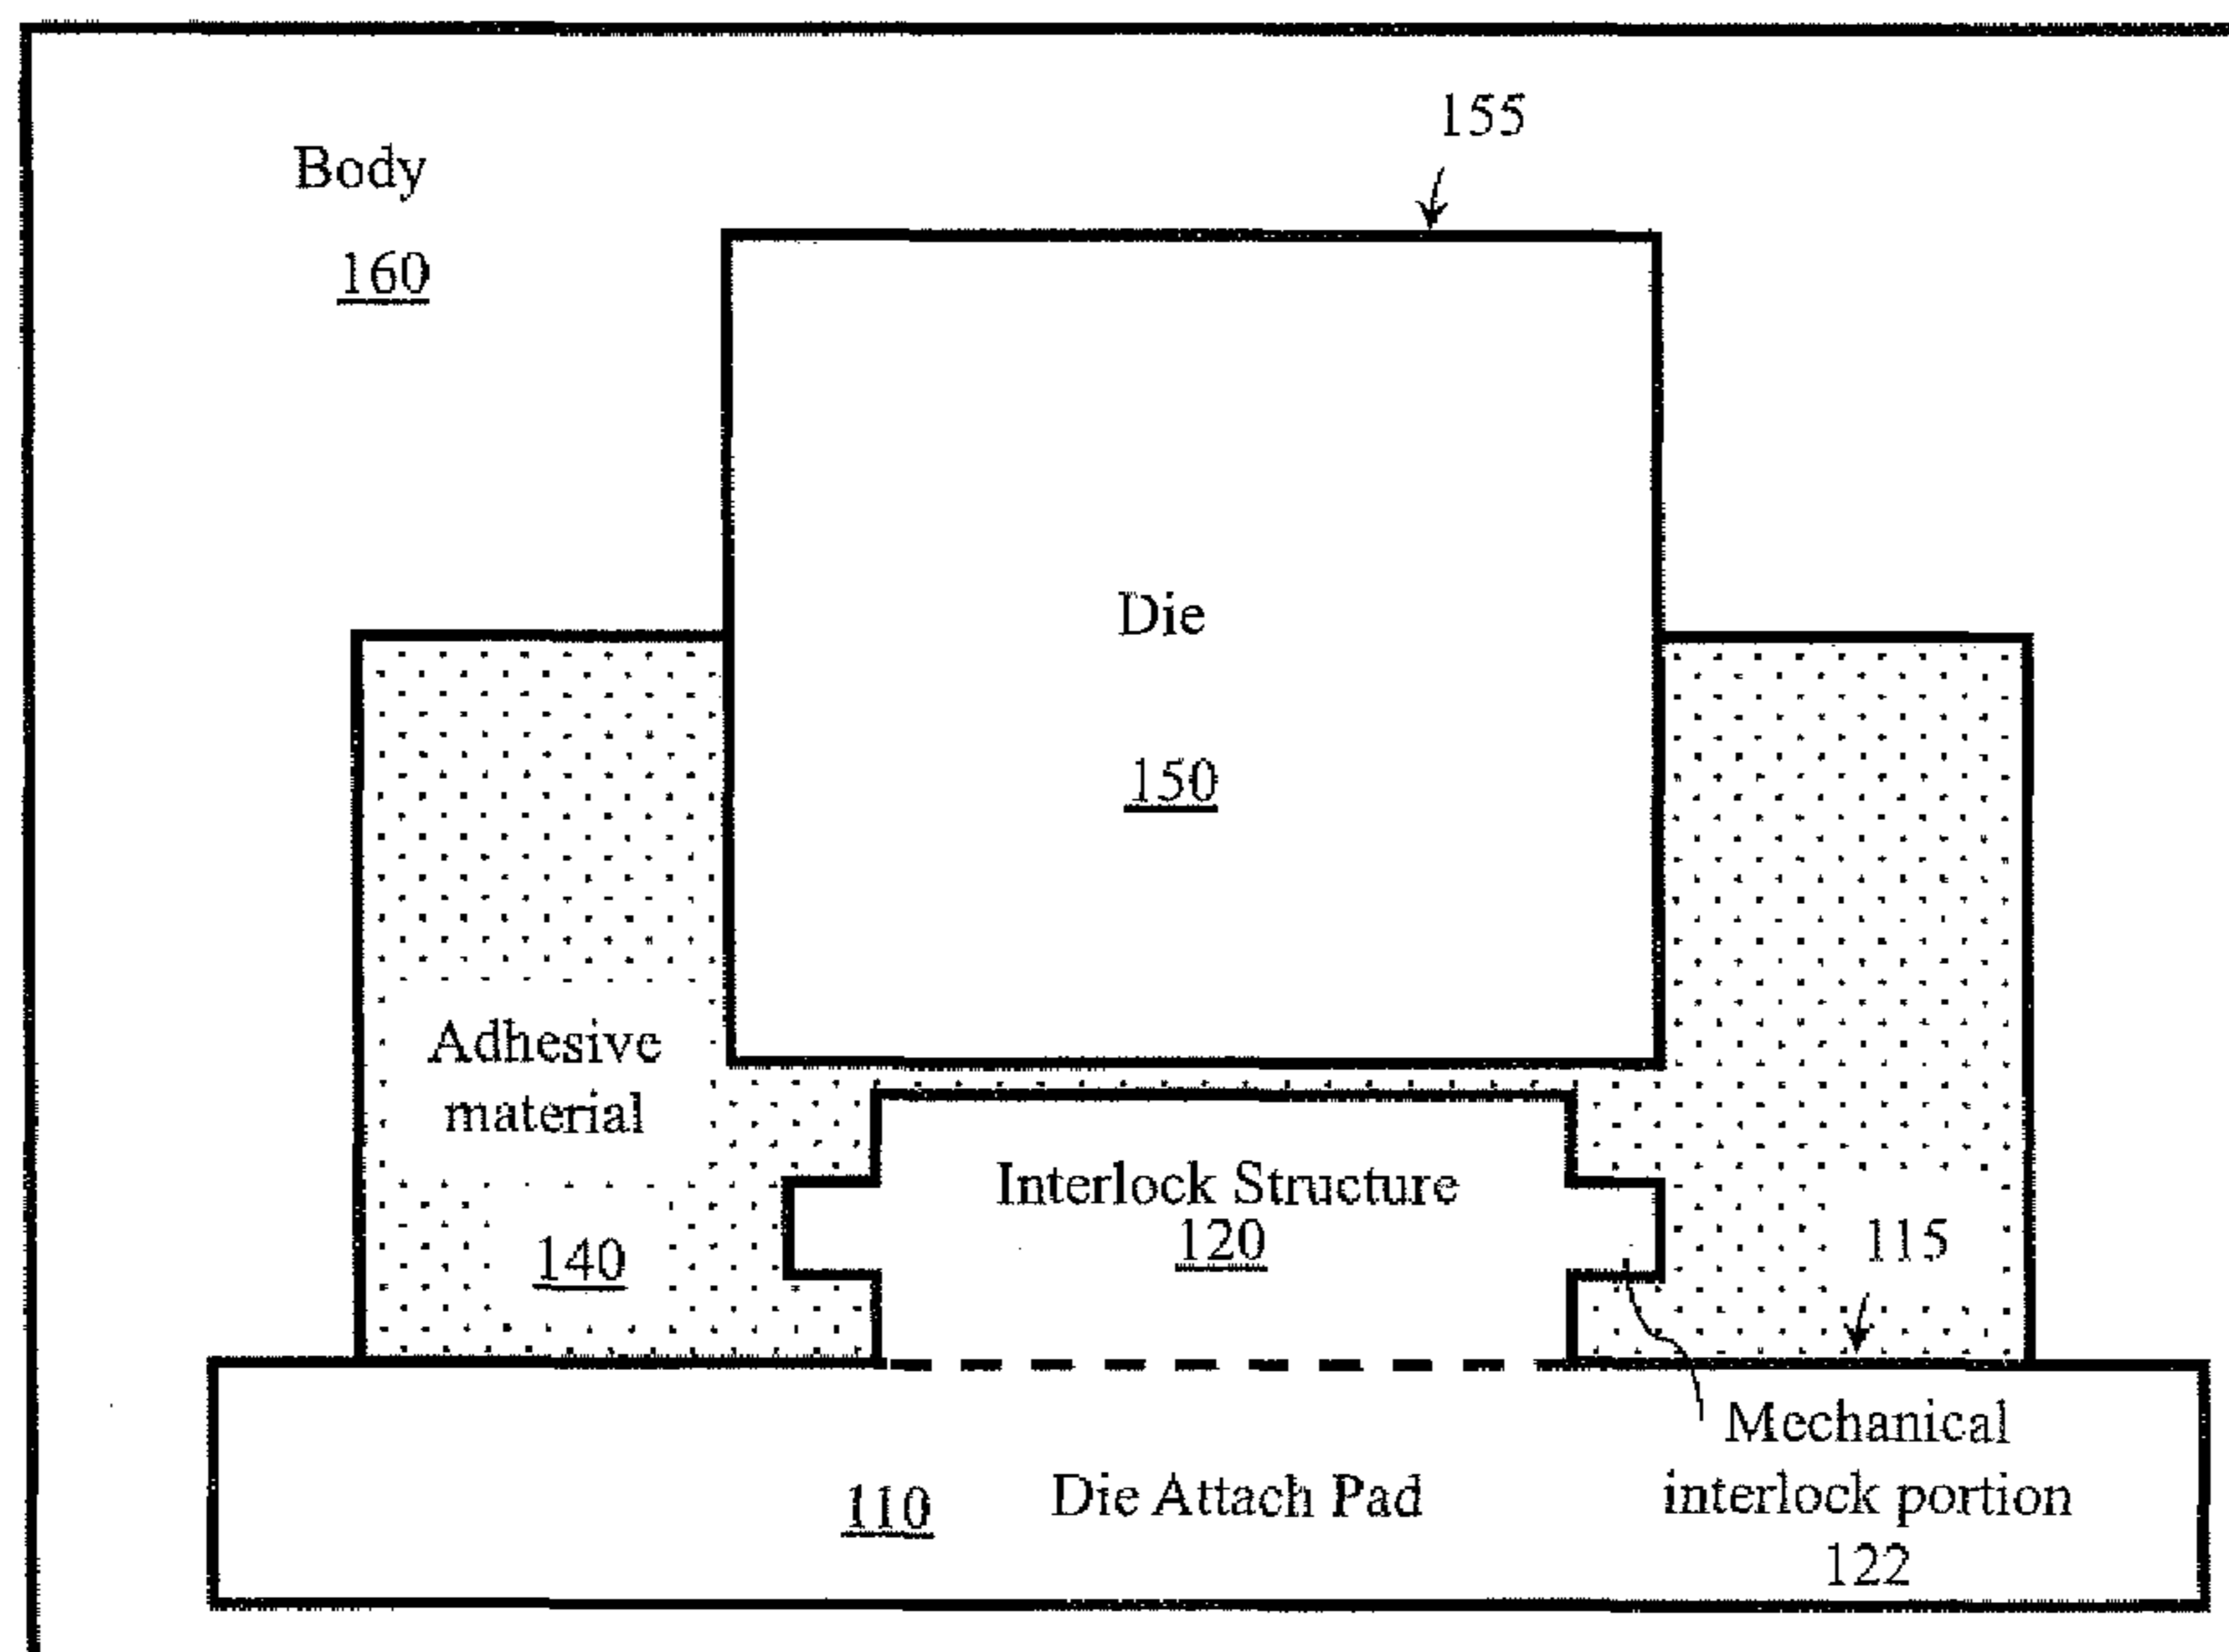 155
Body
160
Die
150
Adhesive
material
140
Interlock Structure
120
115
Mechanical
interlock portion
122
110
Die Attach Pad